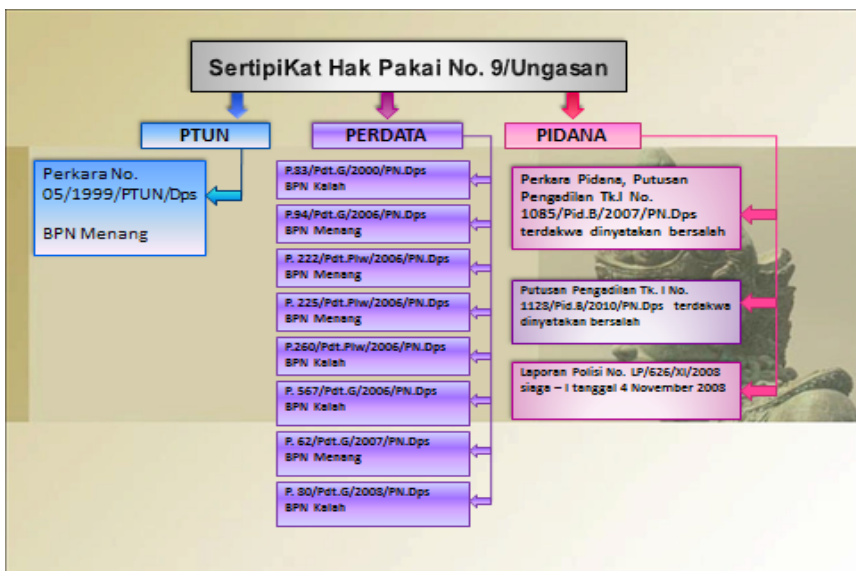 SertipiKat Hak Pakai No. 9/Ungasan
PTUN
Perkara No.
05/1999/PTUN/Dps
BPN Menang
PERDATA
P.83/Pdt.G/2000/PN.Dps
BPN Kalah
P.94/Pdt.G/2006/PN.Dps
BPN Menang
P. 222/Pdt.Plw/2006/PN.Dps
BPN Menang
P. 225/Pdt.Plw/2006/PN.Dps
BPN Menang
P.260/Pdt.Plw/2006/PN.Dps
BPN Kalah
P. 567/Pdt.G/2006/PN.Dps
BPN Kalah
P. 62/Pdt.G/2007/PN.Dps
BPN Menang
P. 80/Pdt.G/2008/PN.Dps
BPN Kalah
PIDANA
Perkara Pidana, Putusan
Pengadilan Tk.I No.
1085/Pid.B/2007/PN.Dps
terdakwa dinyatakan bersalah
Putusan Pengadilan Tk. I No.
1128/Pid.B/2010/PN.Dps terdakwa
dinyatakan bersalah
Laporan Polisi No. LP/626/XI/2008
siaga – I tanggal 4 November 2008